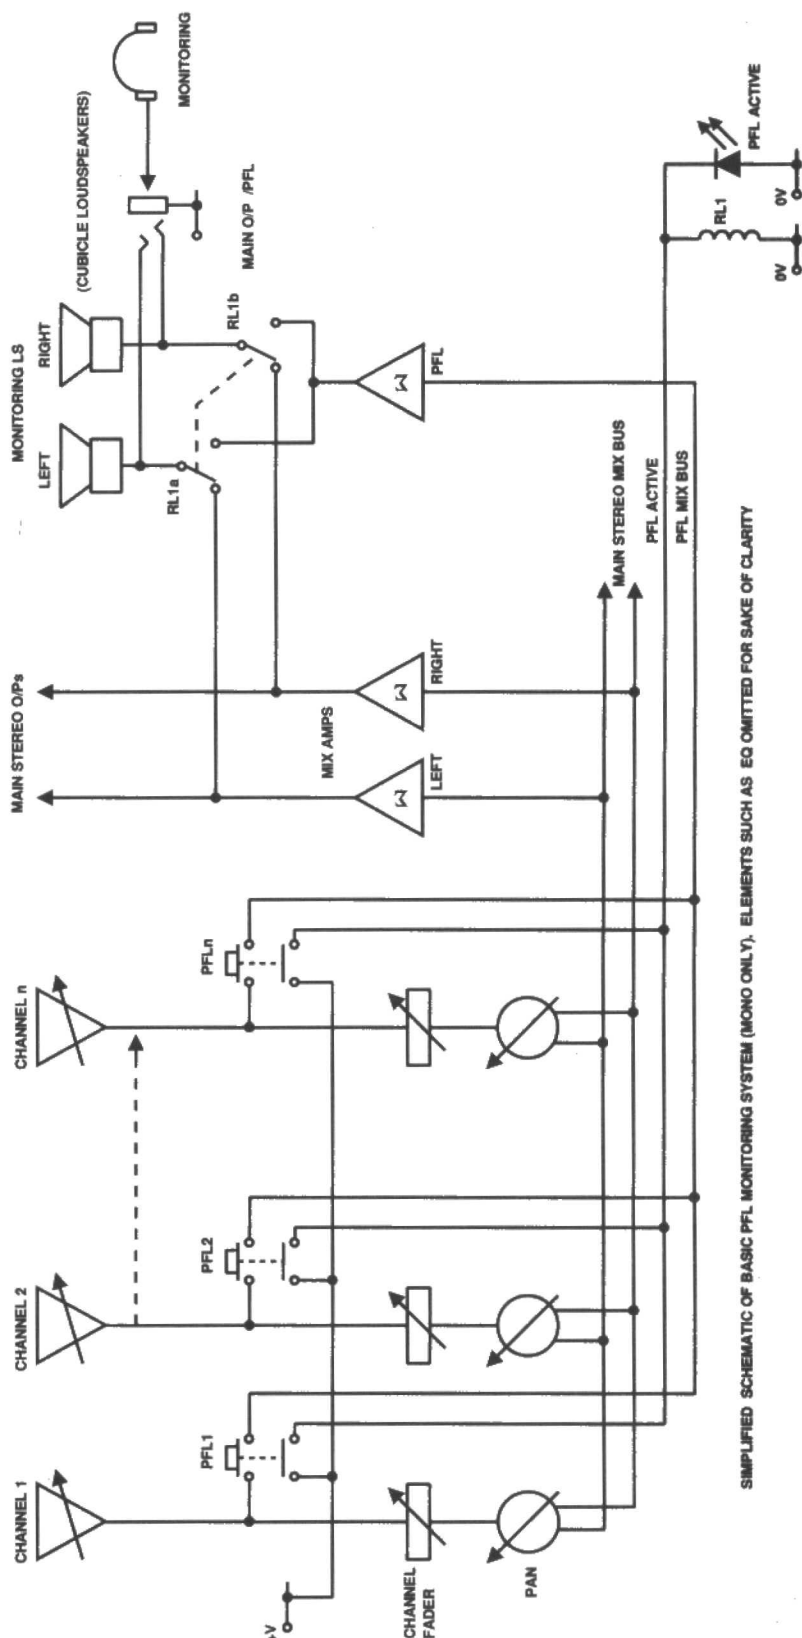 CHANNEL 1
CHANNEL 2
CHANNEL n
MAIN STEREO O/Ps
MONITORING LS
LEFT
RIGHT
(CUBICLE LOUDSPEAKERS)
MONITORING
PFL1
PFL2
PFLn
RL1a
RL1b
MAIN O/P /PFL
MIX AMPS
Σ
LEFT
Σ
RIGHT
Σ
PFL
CHANNEL
FADER
PAN
MAIN STEREO MIX BUS
PFL ACTIVE
PFL MIX BUS
RL1
PFL ACTIVE
0V
0V
SIMPLIFIED SCHEMATIC OF BASIC PFL MONITORING SYSTEM (MONO ONLY). ELEMENTS SUCH AS EQ OMITTED FOR SAKE OF CLARITY